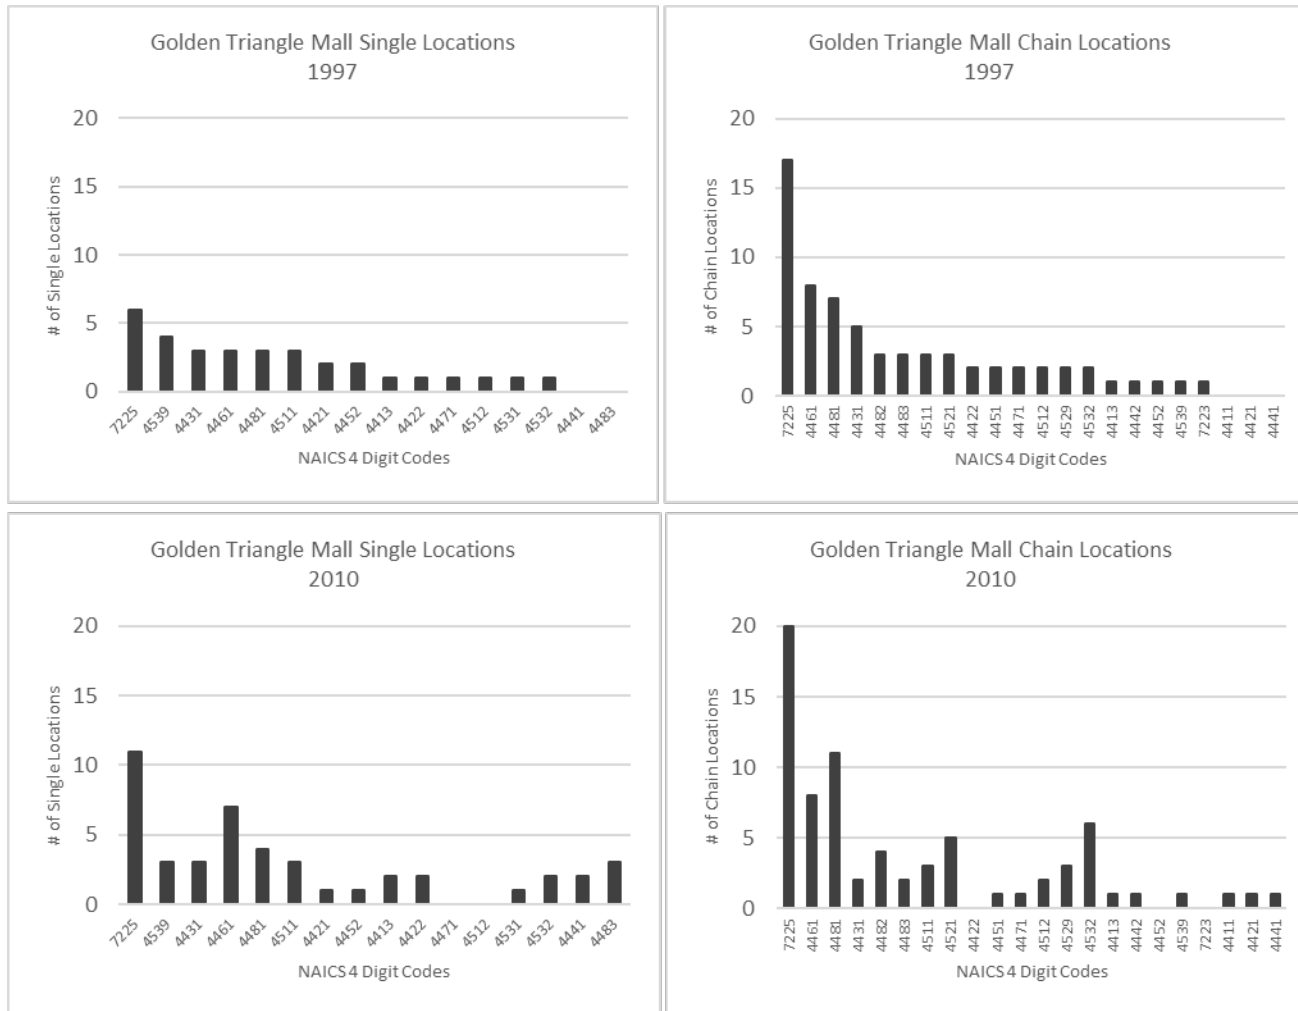 Golden Triangle Mall Single Locations
1997
20
15
10
5
0
# of Single Locations
7225 4539 4431 4461 4481 4511 4421 4452 4413 4422 4471 4512 4531 4532 4441 4483
NAICS 4 Digit Codes
Golden Triangle Mall Chain Locations
1997
20
15
10
5
0
# of Chain Locations
7225 4461 4481 4431 4482 4483 4511 4521 4422 4451 4471 4512 4529 4532 4413 4442 4452 4539 7223 4411 4421 4441
NAICS 4 Digit Codes
Golden Triangle Mall Single Locations
2010
20
15
10
5
0
# of Single Locations
7225 4539 4431 4461 4481 4511 4421 4452 4413 4422 4471 4512 4531 4532 4441 4483
NAICS 4 Digit Codes
Golden Triangle Mall Chain Locations
2010
20
15
10
5
0
# of Chain Locations
7225 4461 4481 4431 4482 4483 4511 4521 4422 4451 4471 4512 4529 4532 4413 4442 4452 4539 7223 4411 4421 4441
NAICS 4 Digit Codes